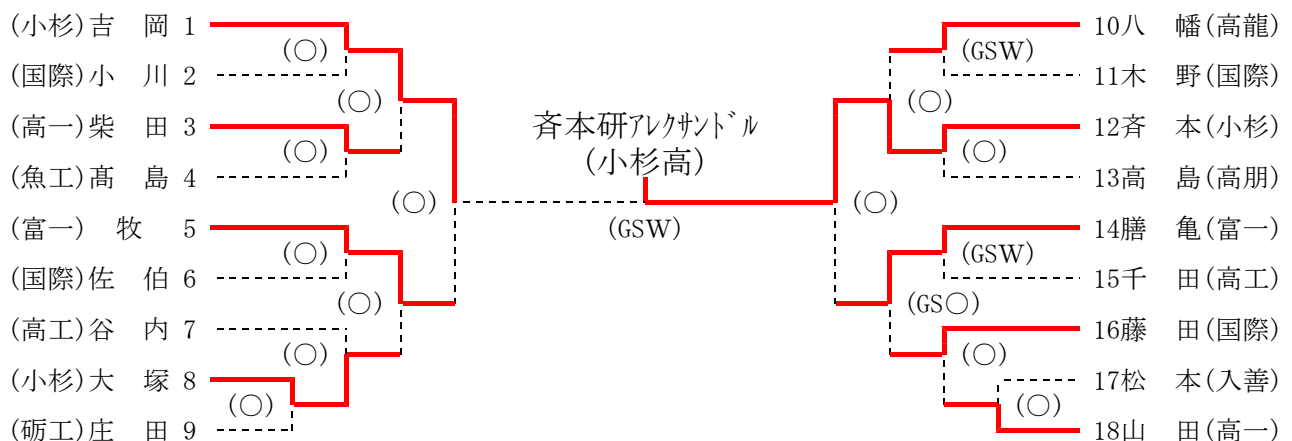 (小杉)吉　岡 1
(国際)小　川 2
(高一)柴　田 3
(魚工)髙　島 4
(富一)　牧　 5
(国際)佐　伯 6
(高工)谷　内 7
(小杉)大　塚 8
(砺工)庄　田 9
(○)
(○)
(○)
(○)
(○)
(○)
(○)
(○)
斉本研ｱﾚｸｻﾝﾄﾞﾙ
(小杉高)
(GSW)
(GSW)
(○)
(○)
(○)
(GSW)
(GS○)
(○)
(○)
10八　幡(高龍)
11木　野(国際)
12斉　本(小杉)
13高　島(高朋)
14膳　亀(富一)
15千　田(高工)
16藤　田(国際)
17松　本(入善)
18山　田(高一)